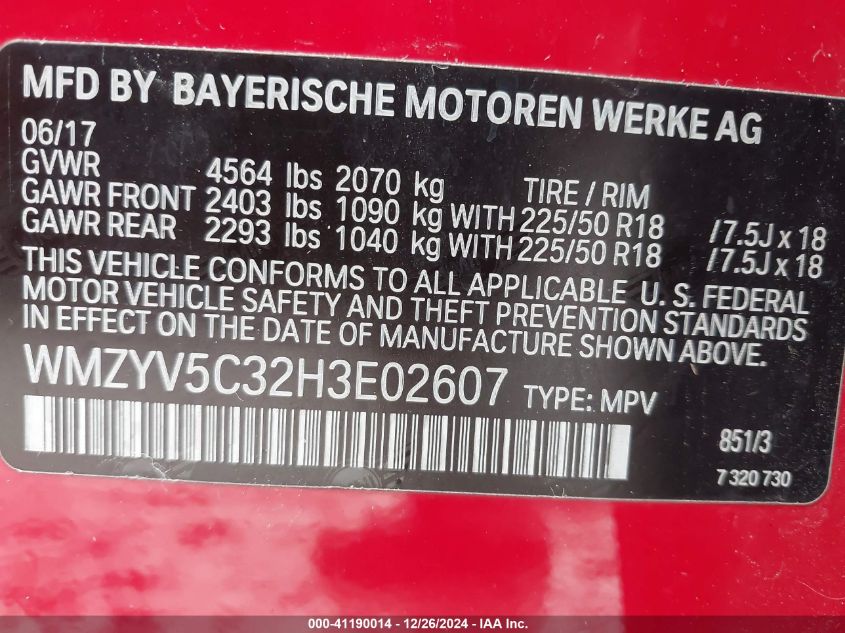 MFD BY BAYERISCHE MOTOREN WERKE AG
06/17
GVWR 4564 lbs 2070 kg TIRE / RIM
GAWR FRONT 2403 lbs 1090 kg WITH 225/50 R18 / 7.5J x 18
GAWR REAR 2293 lbs 1040 kg WITH 225/50 R18 / 7.5J x 18
THIS VEHICLE CONFORMS TO ALL APPLICABLE U. S. FEDERAL
MOTOR VEHICLE SAFETY AND THEFT PREVENTION STANDARDS
IN EFFECT ON THE DATE OF MANUFACTURE SHOWN ABOVE.
WMZYV5C32H3E02607 TYPE: MPV
851/3
7 320 730
000-41190014 - 12/26/2024 - IAA Inc.